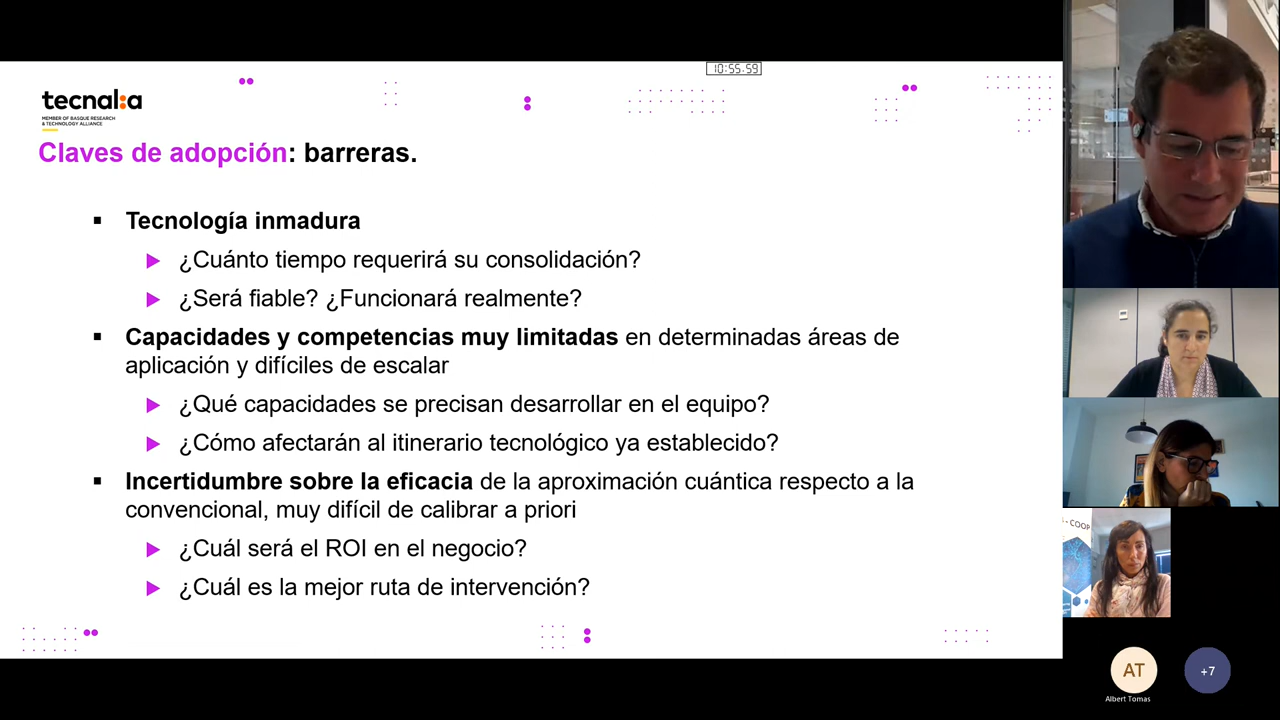 10:55:59
tecnal:a
MEMBER OF BASQUE RESEARCH
& TECHNOLOGY ALLIANCE
Claves de adopción: barreras.
▪ Tecnología inmadura
▶ ¿Cuánto tiempo requerirá su consolidación?
▶ ¿Será fiable? ¿Funcionará realmente?
▪ Capacidades y competencias muy limitadas en determinadas áreas de
aplicación y difíciles de escalar
▶ ¿Qué capacidades se precisan desarrollar en el equipo?
▶ ¿Cómo afectarán al itinerario tecnológico ya establecido?
▪ Incertidumbre sobre la eficacia de la aproximación cuántica respecto a la
convencional, muy difícil de calibrar a priori
▶ ¿Cuál será el ROI en el negocio?
▶ ¿Cuál es la mejor ruta de intervención?
- COOP
AT
+7
Albert Tomas